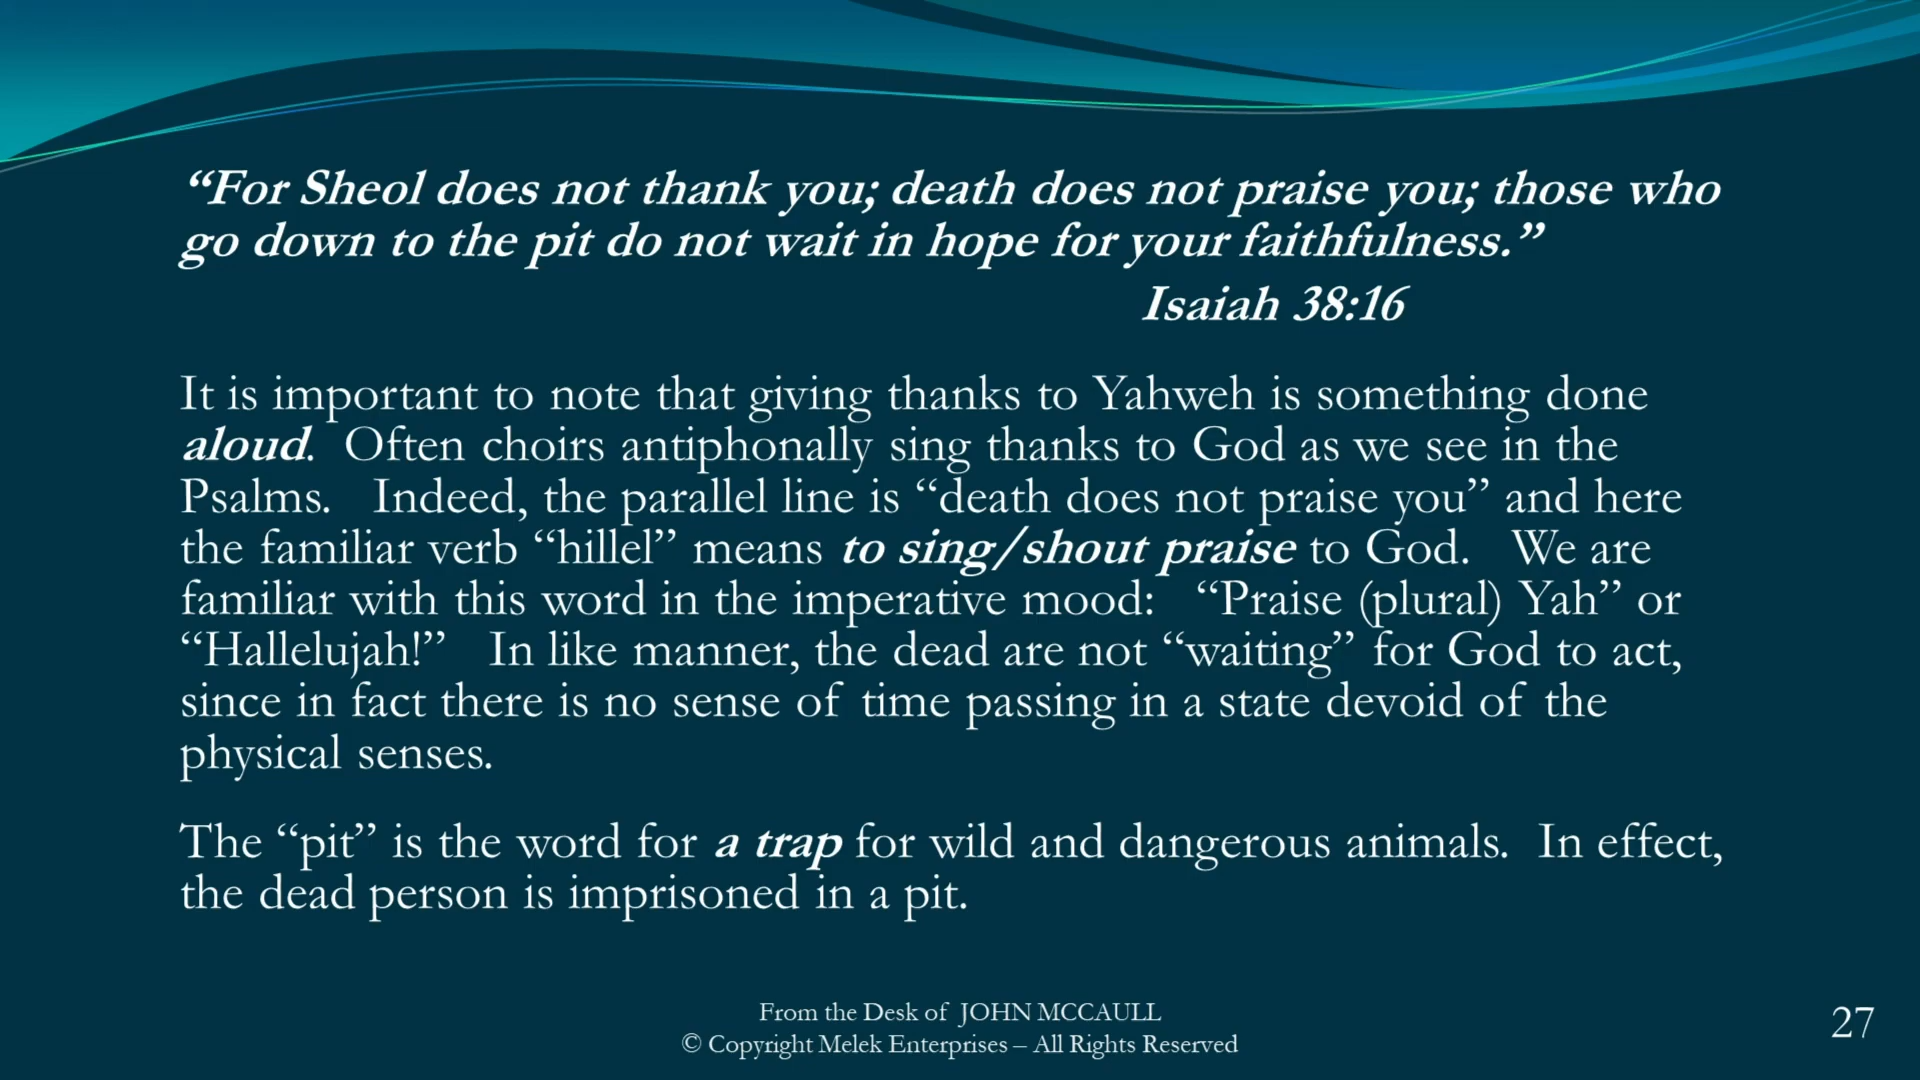 “For Sheol does not thank you; death does not praise you; those who
go down to the pit do not wait in hope for your faithfulness.”
Isaiah 38:16
It is important to note that giving thanks to Yahweh is something done
aloud. Often choirs antiphonally sing thanks to God as we see in the
Psalms. Indeed, the parallel line is “death does not praise you” and here
the familiar verb “hillel” means to sing/shout praise to God. We are
familiar with this word in the imperative mood: “Praise (plural) Yah” or
“Hallelujah!” In like manner, the dead are not “waiting” for God to act,
since in fact there is no sense of time passing in a state devoid of the
physical senses.
The “pit” is the word for a trap for wild and dangerous animals. In effect,
the dead person is imprisoned in a pit.
From the Desk of JOHN MCCAULL
© Copyright Melek Enterprises – All Rights Reserved
27